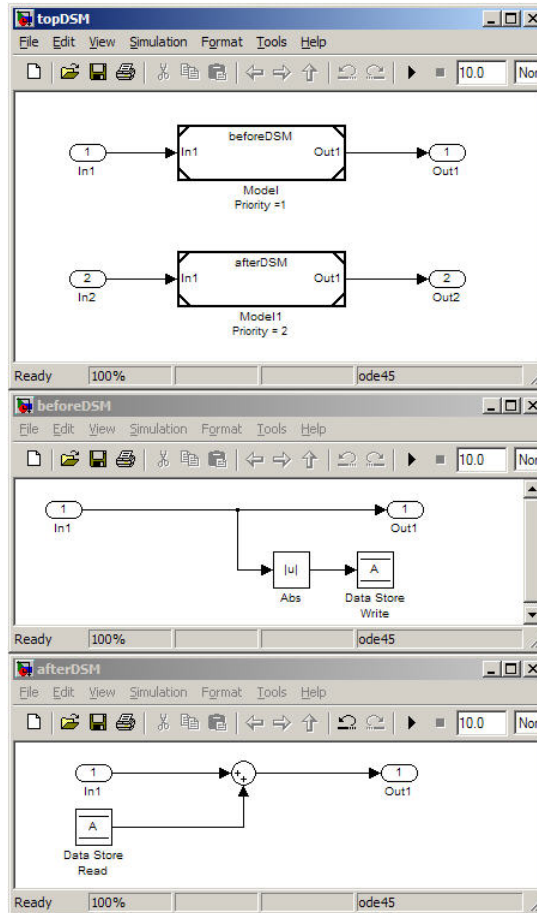 topDSM
File Edit View Simulation Format Tools Help
10.0 Nor
1 In1 beforeDSM Out1 1
In1 Out1
Model
Priority =1
2 In1 afterDSM Out1 2
In2 Out2
Model1
Priority = 2
Ready 100% ode45
beforeDSM
File Edit View Simulation Format Tools Help
10.0 Nor
1 1
In1 Out1
|u| A
Abs Data Store
Write
Ready 100% ode45
afterDSM
File Edit View Simulation Format Tools Help
10.0 Nor
1 + 1
In1 + Out1
A
Data Store
Read
Ready 100% ode45